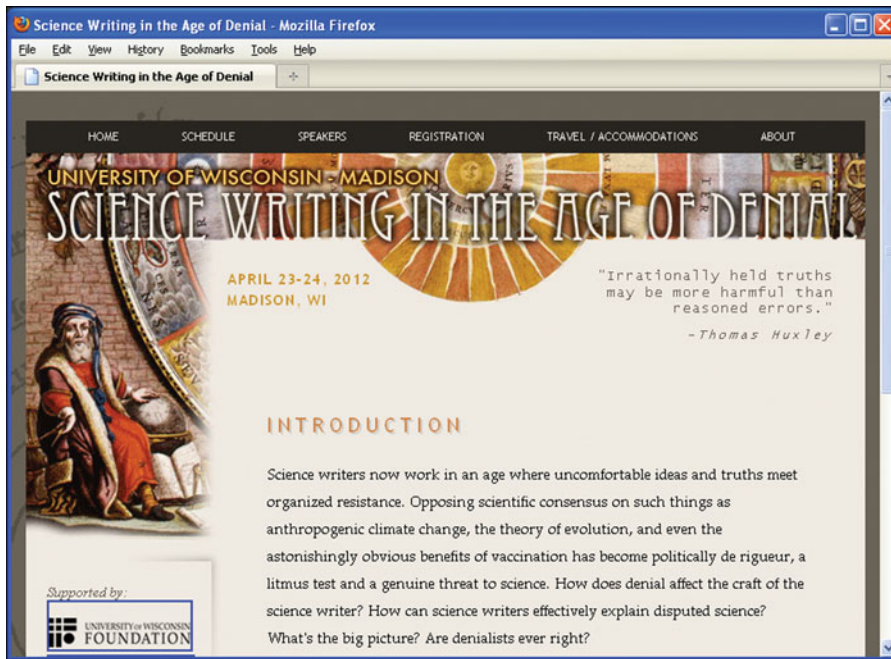 Science Writing in the Age of Denial - Mozilla Firefox
File Edit View History Bookmarks Tools Help
Science Writing in the Age of Denial
HOME SCHEDULE SPEAKERS REGISTRATION TRAVEL / ACCOMMODATIONS ABOUT
UNIVERSITY OF WISCONSIN - MADISON
SCIENCE WRITING IN THE AGE OF DENIAL
APRIL 23-24, 2012
MADISON, WI
"Irrationally held truths
may be more harmful than
reasoned errors."
-Thomas Huxley
INTRODUCTION
Science writers now work in an age where uncomfortable ideas and truths meet
organized resistance. Opposing scientific consensus on such things as
anthropogenic climate change, the theory of evolution, and even the
astonishingly obvious benefits of vaccination has become politically de rigueur, a
litmus test and a genuine threat to science. How does denial affect the craft of the
science writer? How can science writers effectively explain disputed science?
What's the big picture? Are denialists ever right?
Supported by:
UNIVERSITY of WISCONSIN
FOUNDATION